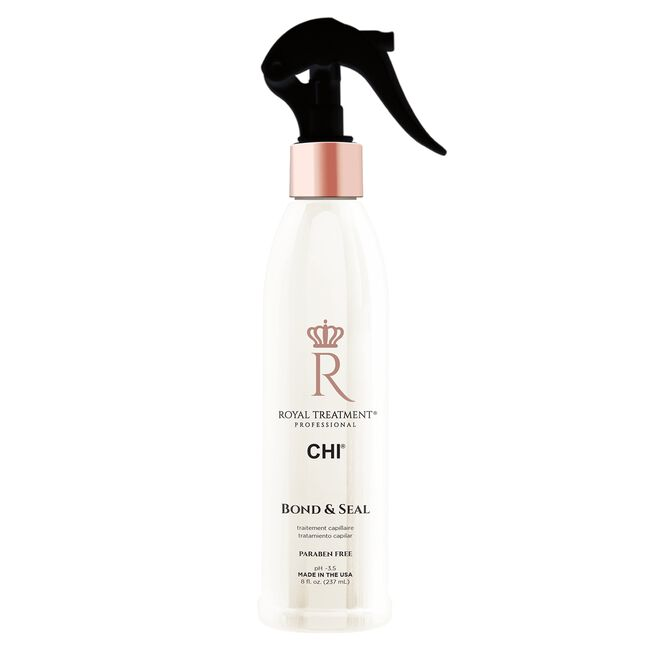 R
ROYAL TREATMENT®
PROFESSIONAL
CHI®
BOND & SEAL
traitement capillaire
tratamiento capilar
PARABEN FREE
pH -3.5
MADE IN THE USA
8 fl. oz. (237 mL)